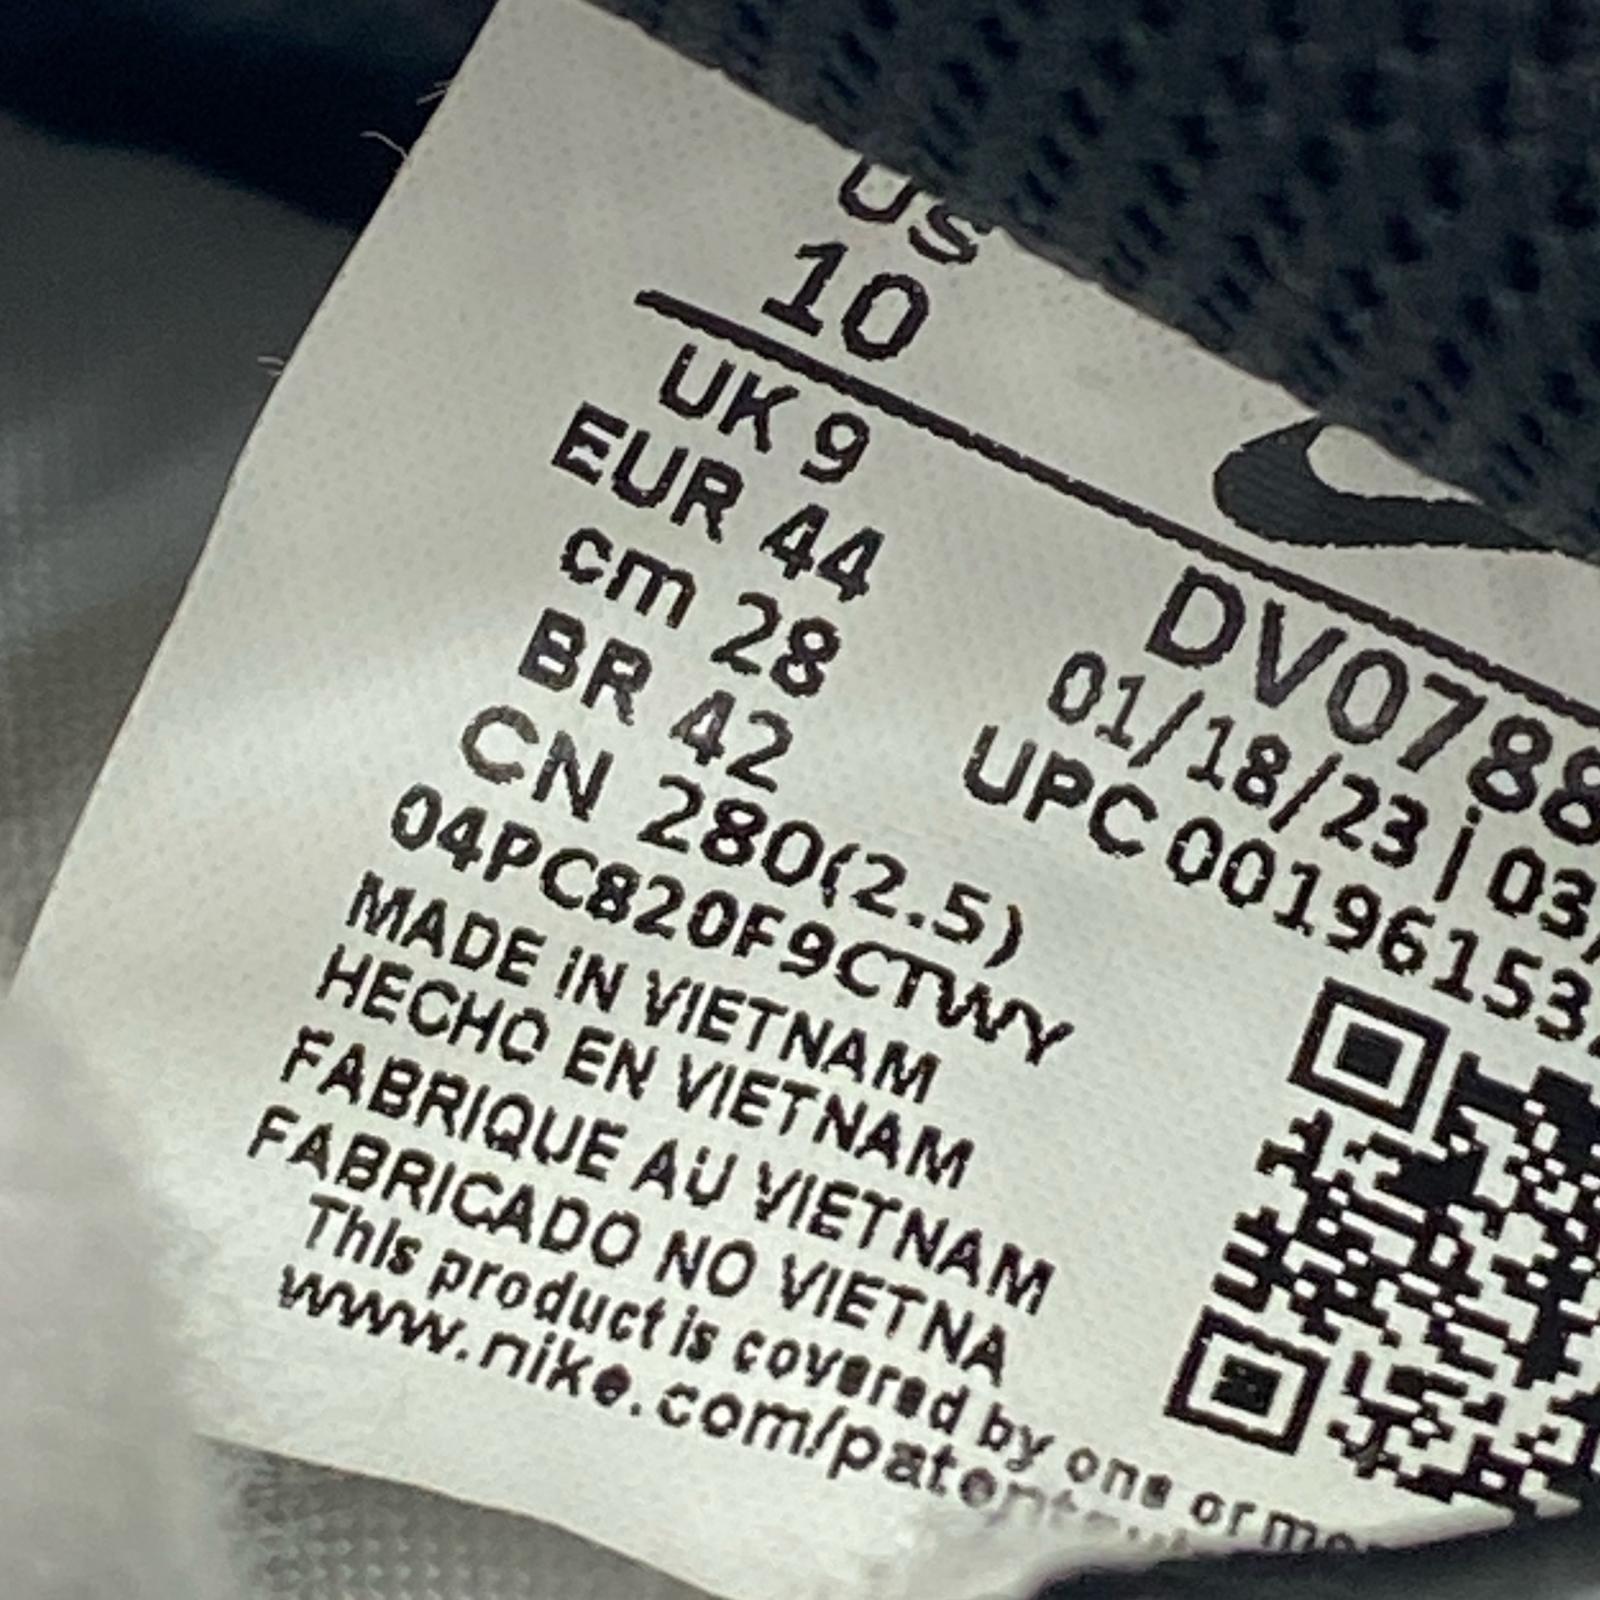 US
10
UK 9
EUR 44
cm 28
BR 42
CN 280(2.5)
04PC820F9CTWY
MADE IN VIETNAM
HECHO EN VIETNAM
FABRIQUE AU VIETNAM
FABRICADO NO VIETNA
This product is covered by one or mo
www.nike.com/patent
DV0788
01/18/23 | 03/
UPC 00196153